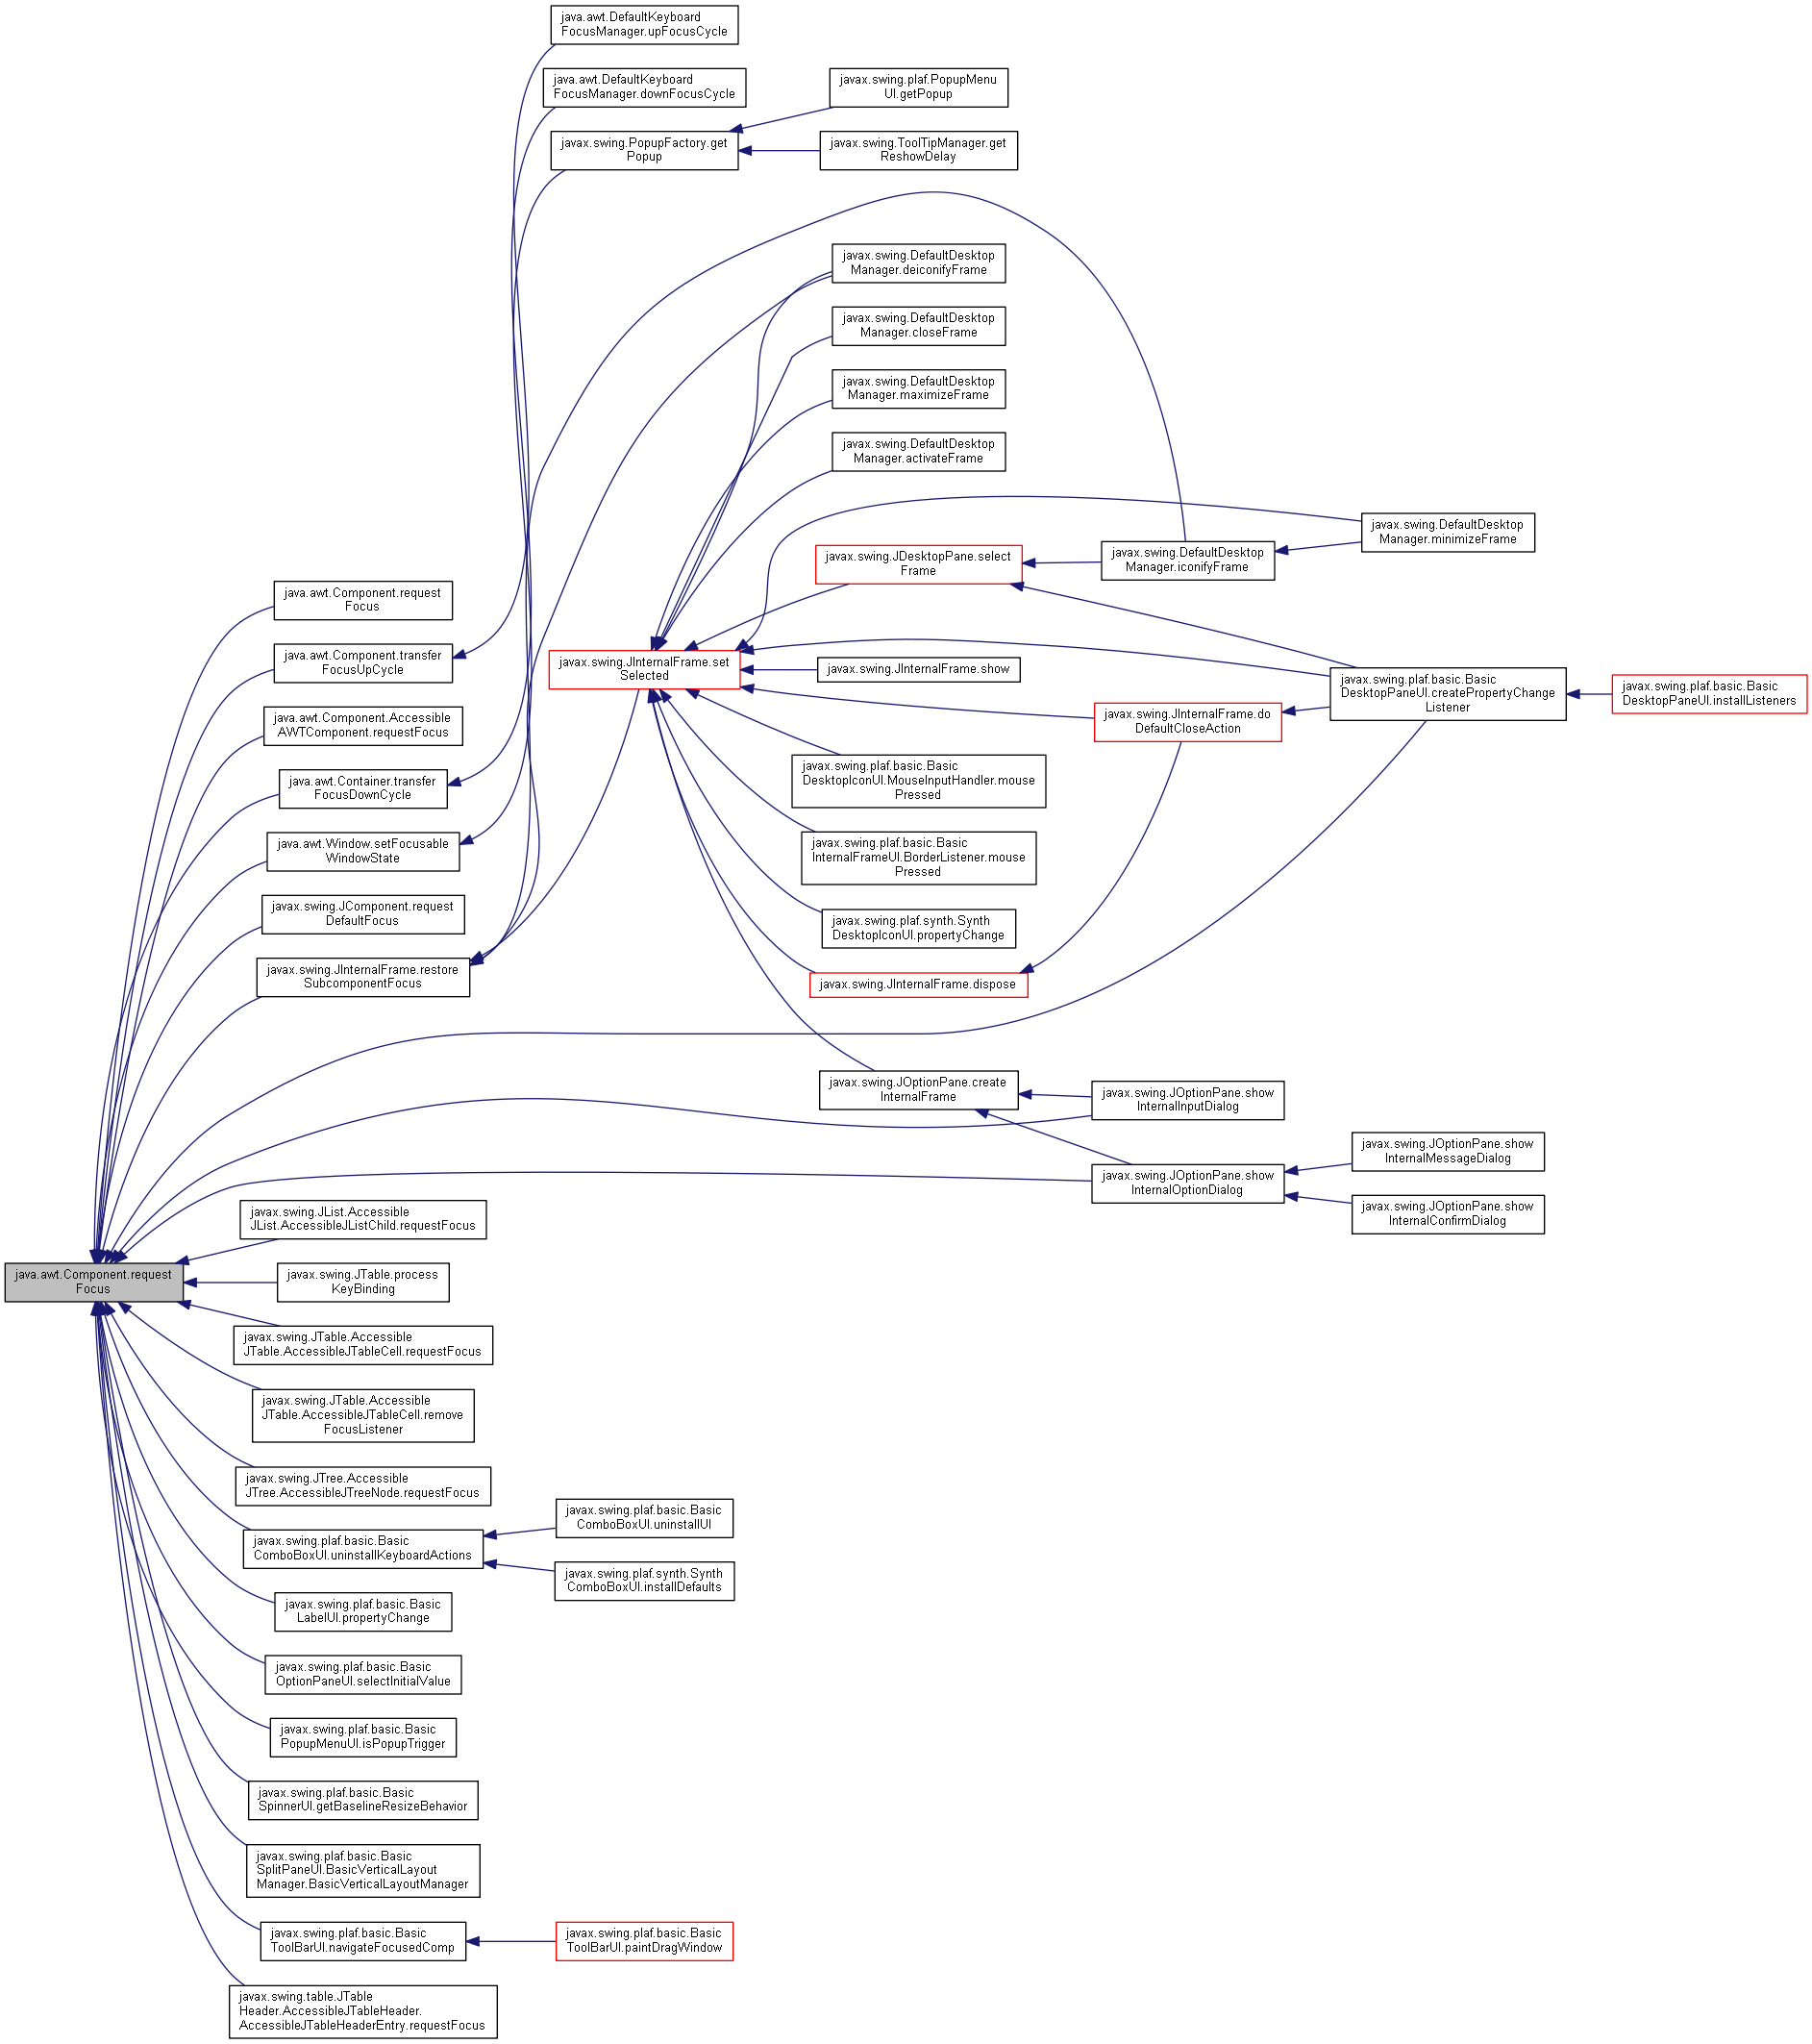 java.awt.DefaultKeyboard
FocusManager.upFocusCycle
java.awt.DefaultKeyboard
FocusManager.downFocusCycle
javax.swing.plaf.PopupMenu
UI.getPopup
javax.swing.PopupFactory.get
Popup
javax.swing.ToolTipManager.get
ReshowDelay
javax.swing.DefaultDesktop
Manager.deiconifyFrame
javax.swing.DefaultDesktop
Manager.closeFrame
javax.swing.DefaultDesktop
Manager.maximizeFrame
javax.swing.DefaultDesktop
Manager.activateFrame
javax.swing.DefaultDesktop
Manager.minimizeFrame
javax.swing.JDesktopPane.select
Frame
javax.swing.DefaultDesktop
Manager.iconifyFrame
java.awt.Component.request
Focus
java.awt.Component.transfer
FocusUpCycle
javax.swing.JInternalFrame.set
Selected
javax.swing.JInternalFrame.show
javax.swing.plaf.basic.Basic
DesktopPaneUI.createPropertyChange
Listener
javax.swing.plaf.basic.Basic
DesktopPaneUI.installListeners
java.awt.Component.Accessible
AWTComponent.requestFocus
javax.swing.JInternalFrame.do
DefaultCloseAction
java.awt.Container.transfer
FocusDownCycle
javax.swing.plaf.basic.Basic
DesktopIconUI.MouseInputHandler.mouse
Pressed
java.awt.Window.setFocusable
WindowState
javax.swing.plaf.basic.Basic
InternalFrameUI.BorderListener.mouse
Pressed
javax.swing.JComponent.request
DefaultFocus
javax.swing.plaf.synth.Synth
DesktopIconUI.propertyChange
javax.swing.JInternalFrame.restore
SubcomponentFocus
javax.swing.JInternalFrame.dispose
javax.swing.JOptionPane.create
InternalFrame
javax.swing.JOptionPane.show
InternalInputDialog
javax.swing.JOptionPane.show
InternalMessageDialog
javax.swing.JOptionPane.show
InternalOptionDialog
javax.swing.JOptionPane.show
InternalConfirmDialog
javax.swing.JList.Accessible
JList.AccessibleJListChild.requestFocus
java.awt.Component.request
Focus
javax.swing.JTable.process
KeyBinding
javax.swing.JTable.Accessible
JTable.AccessibleJTableCell.requestFocus
javax.swing.JTable.Accessible
JTable.AccessibleJTableCell.remove
FocusListener
javax.swing.JTree.Accessible
JTree.AccessibleJTreeNode.requestFocus
javax.swing.plaf.basic.Basic
ComboBoxUI.uninstallUI
javax.swing.plaf.basic.Basic
ComboBoxUI.uninstallKeyboardActions
javax.swing.plaf.synth.Synth
ComboBoxUI.installDefaults
javax.swing.plaf.basic.Basic
LabelUI.propertyChange
javax.swing.plaf.basic.Basic
OptionPaneUI.selectInitialValue
javax.swing.plaf.basic.Basic
PopupMenuUI.isPopupTrigger
javax.swing.plaf.basic.Basic
SpinnerUI.getBaselineResizeBehavior
javax.swing.plaf.basic.Basic
SplitPaneUI.BasicVerticalLayout
Manager.BasicVerticalLayoutManager
javax.swing.plaf.basic.Basic
ToolBarUI.navigateFocusedComp
javax.swing.plaf.basic.Basic
ToolBarUI.paintDragWindow
javax.swing.table.JTable
Header.AccessibleJTableHeader.
AccessibleJTableHeaderEntry.requestFocus